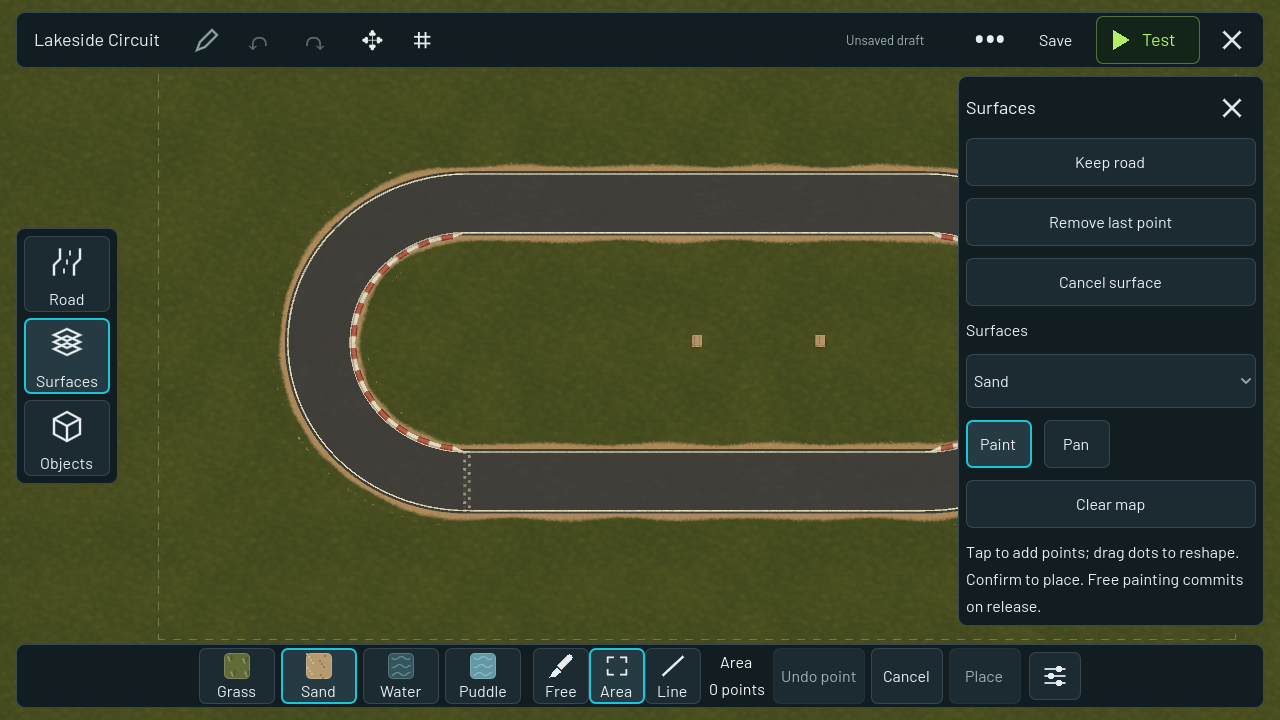 Lakeside Circuit
Unsaved draft
Save
Test
Road
Surfaces
Objects
Surfaces
Keep road
Remove last point
Cancel surface
Surfaces
Sand
Paint
Pan
Clear map
Tap to add points; drag dots to reshape.
Confirm to place. Free painting commits
on release.
Grass
Sand
Water
Puddle
Free
Area
Line
Area
0 points
Undo point
Cancel
Place